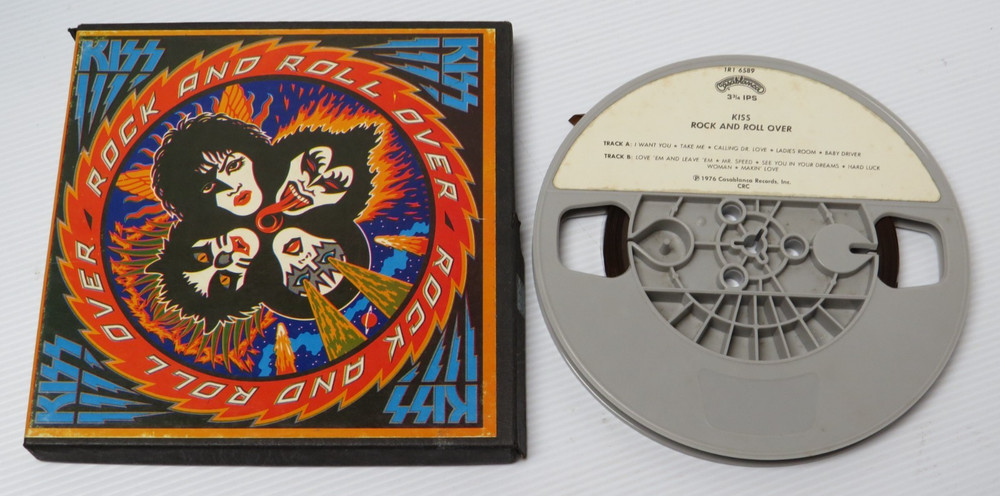 KISS
KISS
ROCK AND ROLL OVER
ROCK AND ROLL OVER
KISS
KISS
1R1 6589
Casablanca
3¾ IPS
KISS
ROCK AND ROLL OVER
TRACK A: I WANT YOU • TAKE ME • CALLING DR. LOVE • LADIES ROOM • BABY DRIVER
TRACK B: LOVE 'EM AND LEAVE 'EM • MR. SPEED • SEE YOU IN YOUR DREAMS • HARD LUCK
WOMAN • MAKIN' LOVE
℗ 1976 Casablanca Records, Inc.
CRC